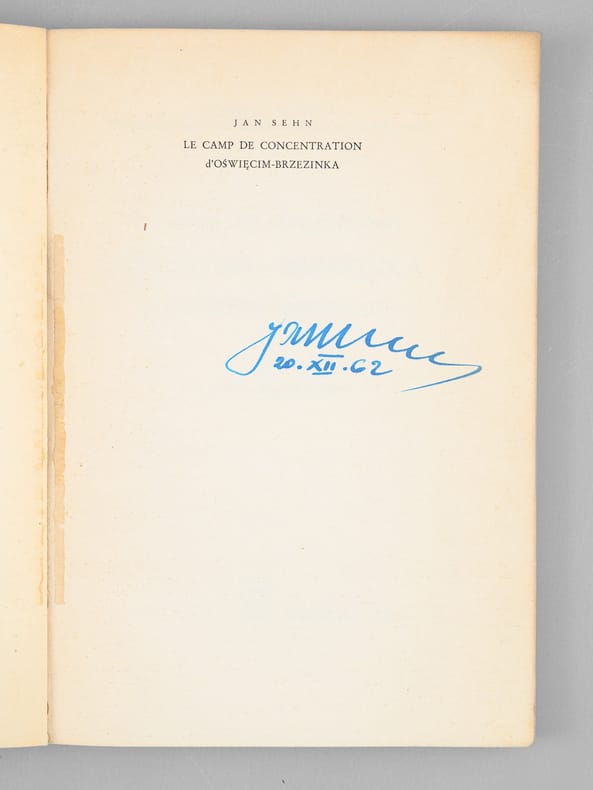 JAN SEHN
LE CAMP DE CONCENTRATION
d'OŚWIĘCIM-BRZEZINKA
20.XII.62